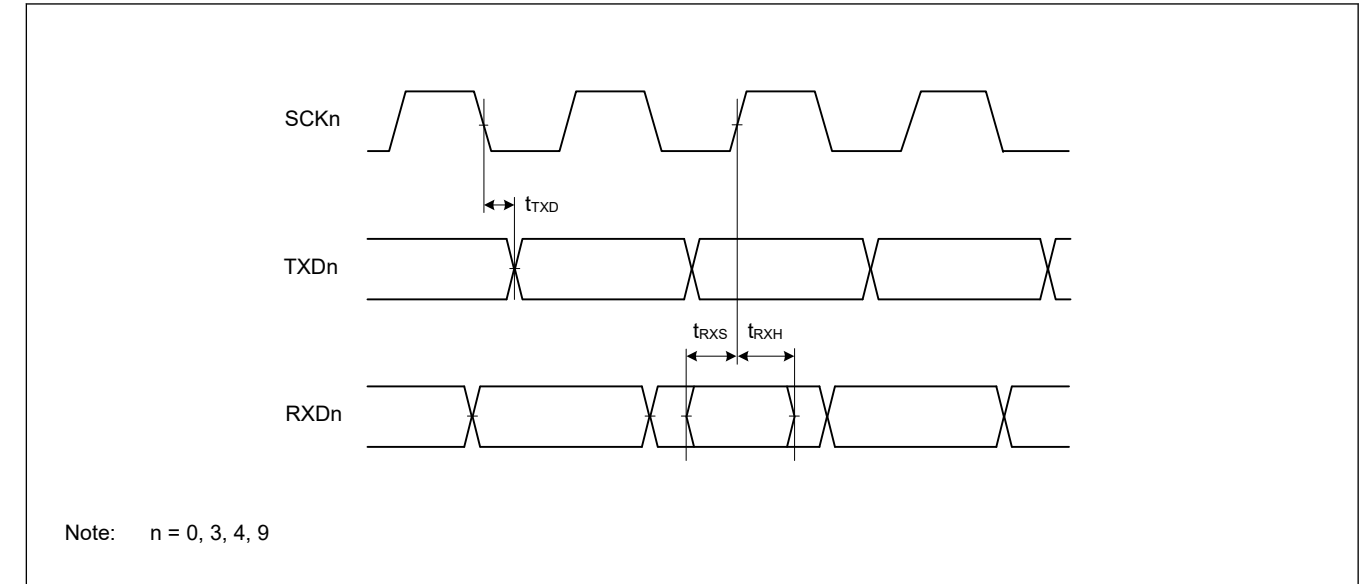 SCKn
tTXD
TXDn
tRXS tRXH
RXDn
Note: n = 0, 3, 4, 9